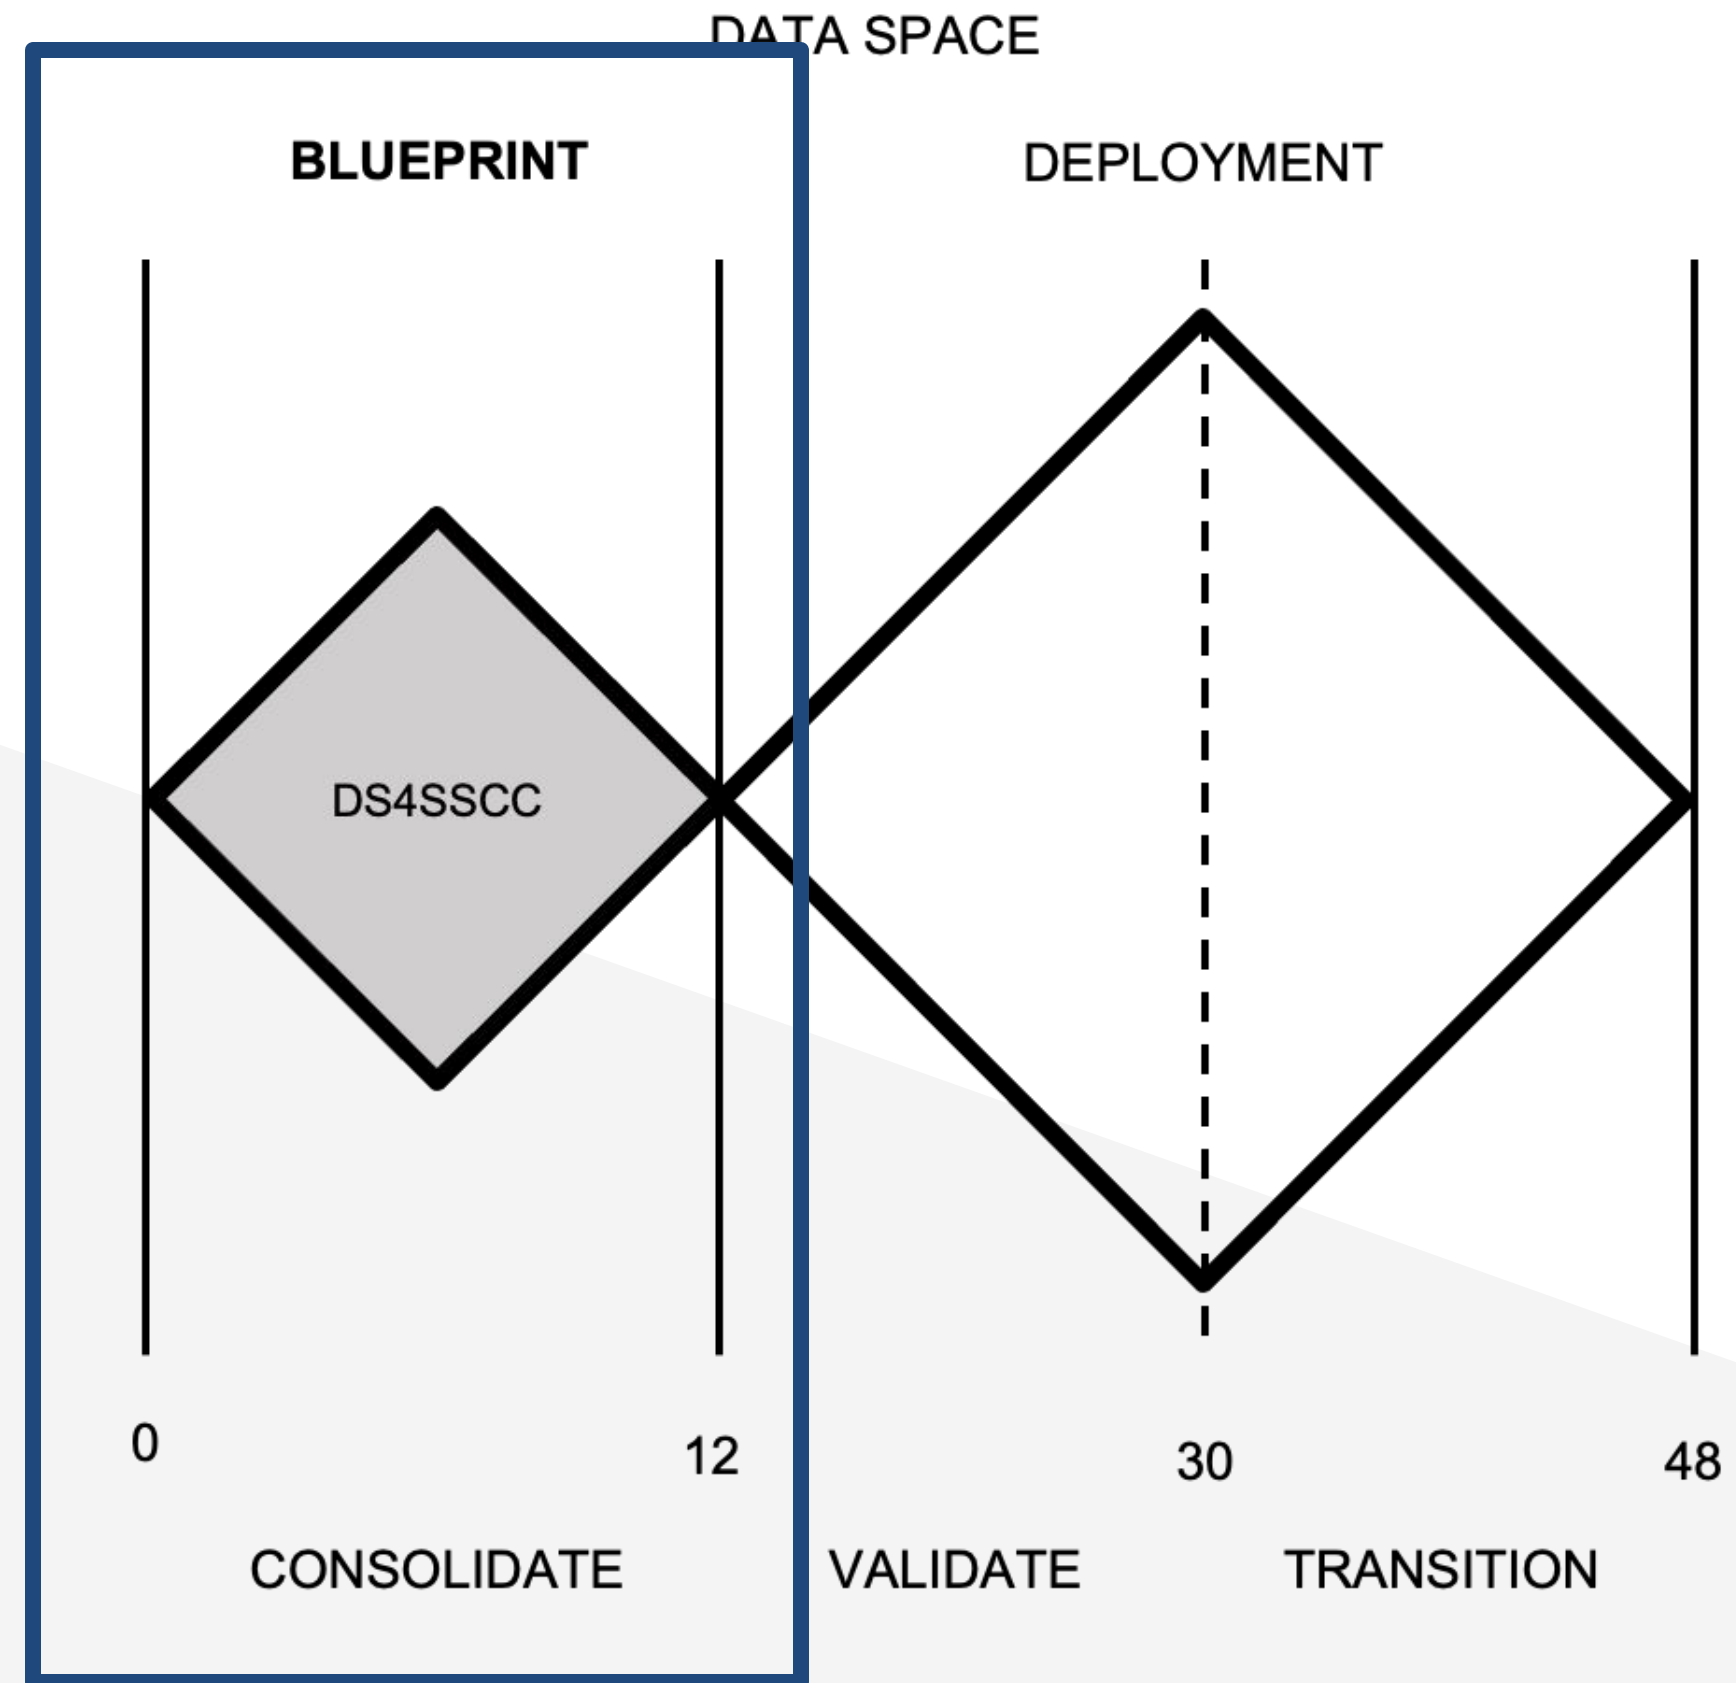 DATA SPACE
BLUEPRINT
DEPLOYMENT
DS4SSCC
0
12
30
48
CONSOLIDATE
VALIDATE
TRANSITION